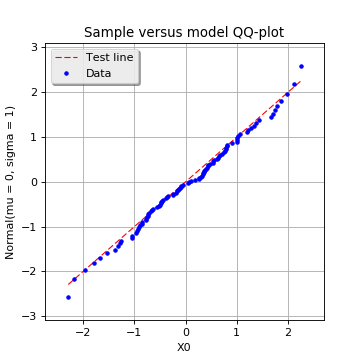 Sample versus model QQ-plot
Test line
Data
Normal(mu = 0, sigma = 1)
3
2
1
0
−1
−2
−3
−2
−1
0
1
2
X0